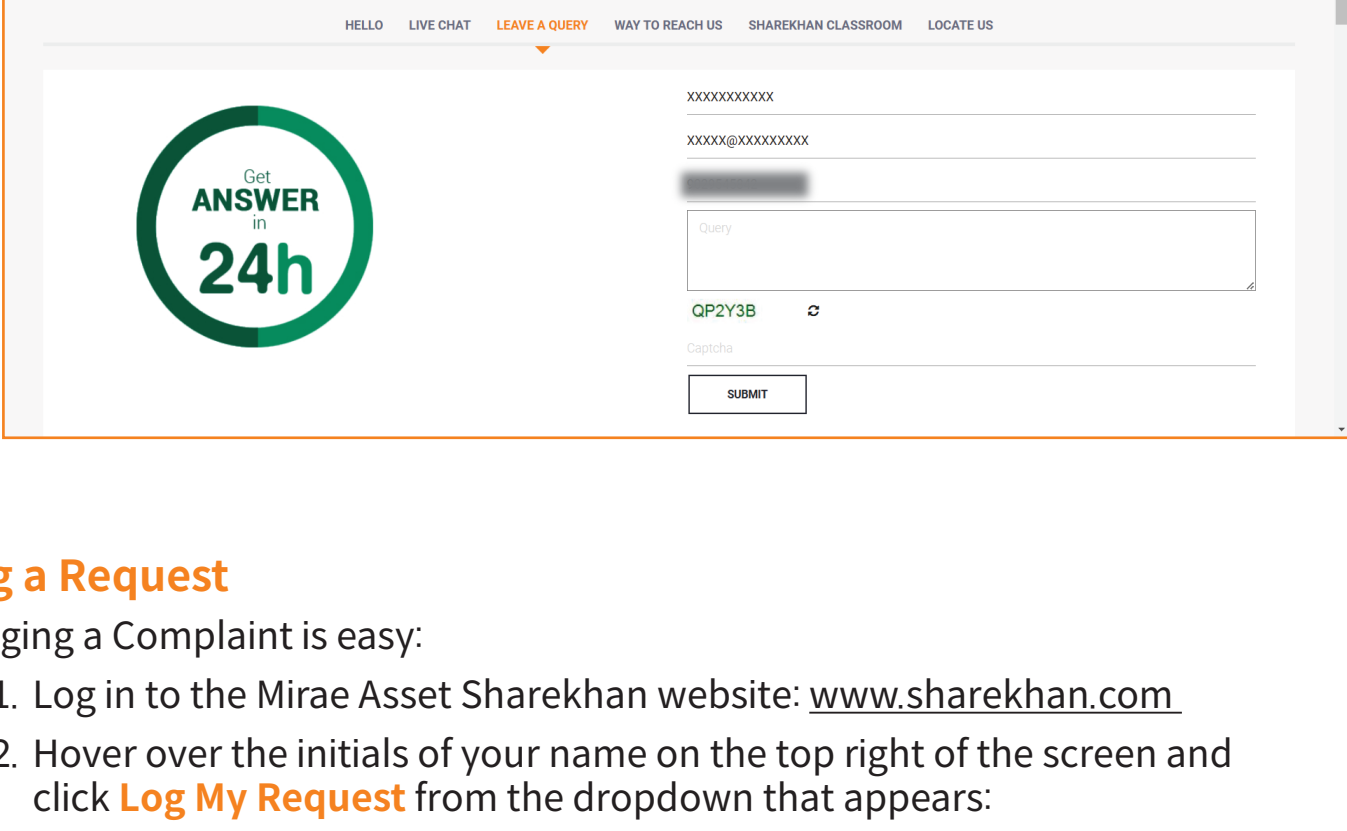 HELLO LIVE CHAT LEAVE A QUERY WAY TO REACH US SHAREKHAN CLASSROOM LOCATE US
Get
ANSWER
in
24h
XXXXXXXXXXX
XXXXX@XXXXXXXXX
Query
QP2Y3B
Captcha
SUBMIT
g a Request
ging a Complaint is easy:
1. Log in to the Mirae Asset Sharekhan website: www.sharekhan.com
2. Hover over the initials of your name on the top right of the screen and
click Log My Request from the dropdown that appears: